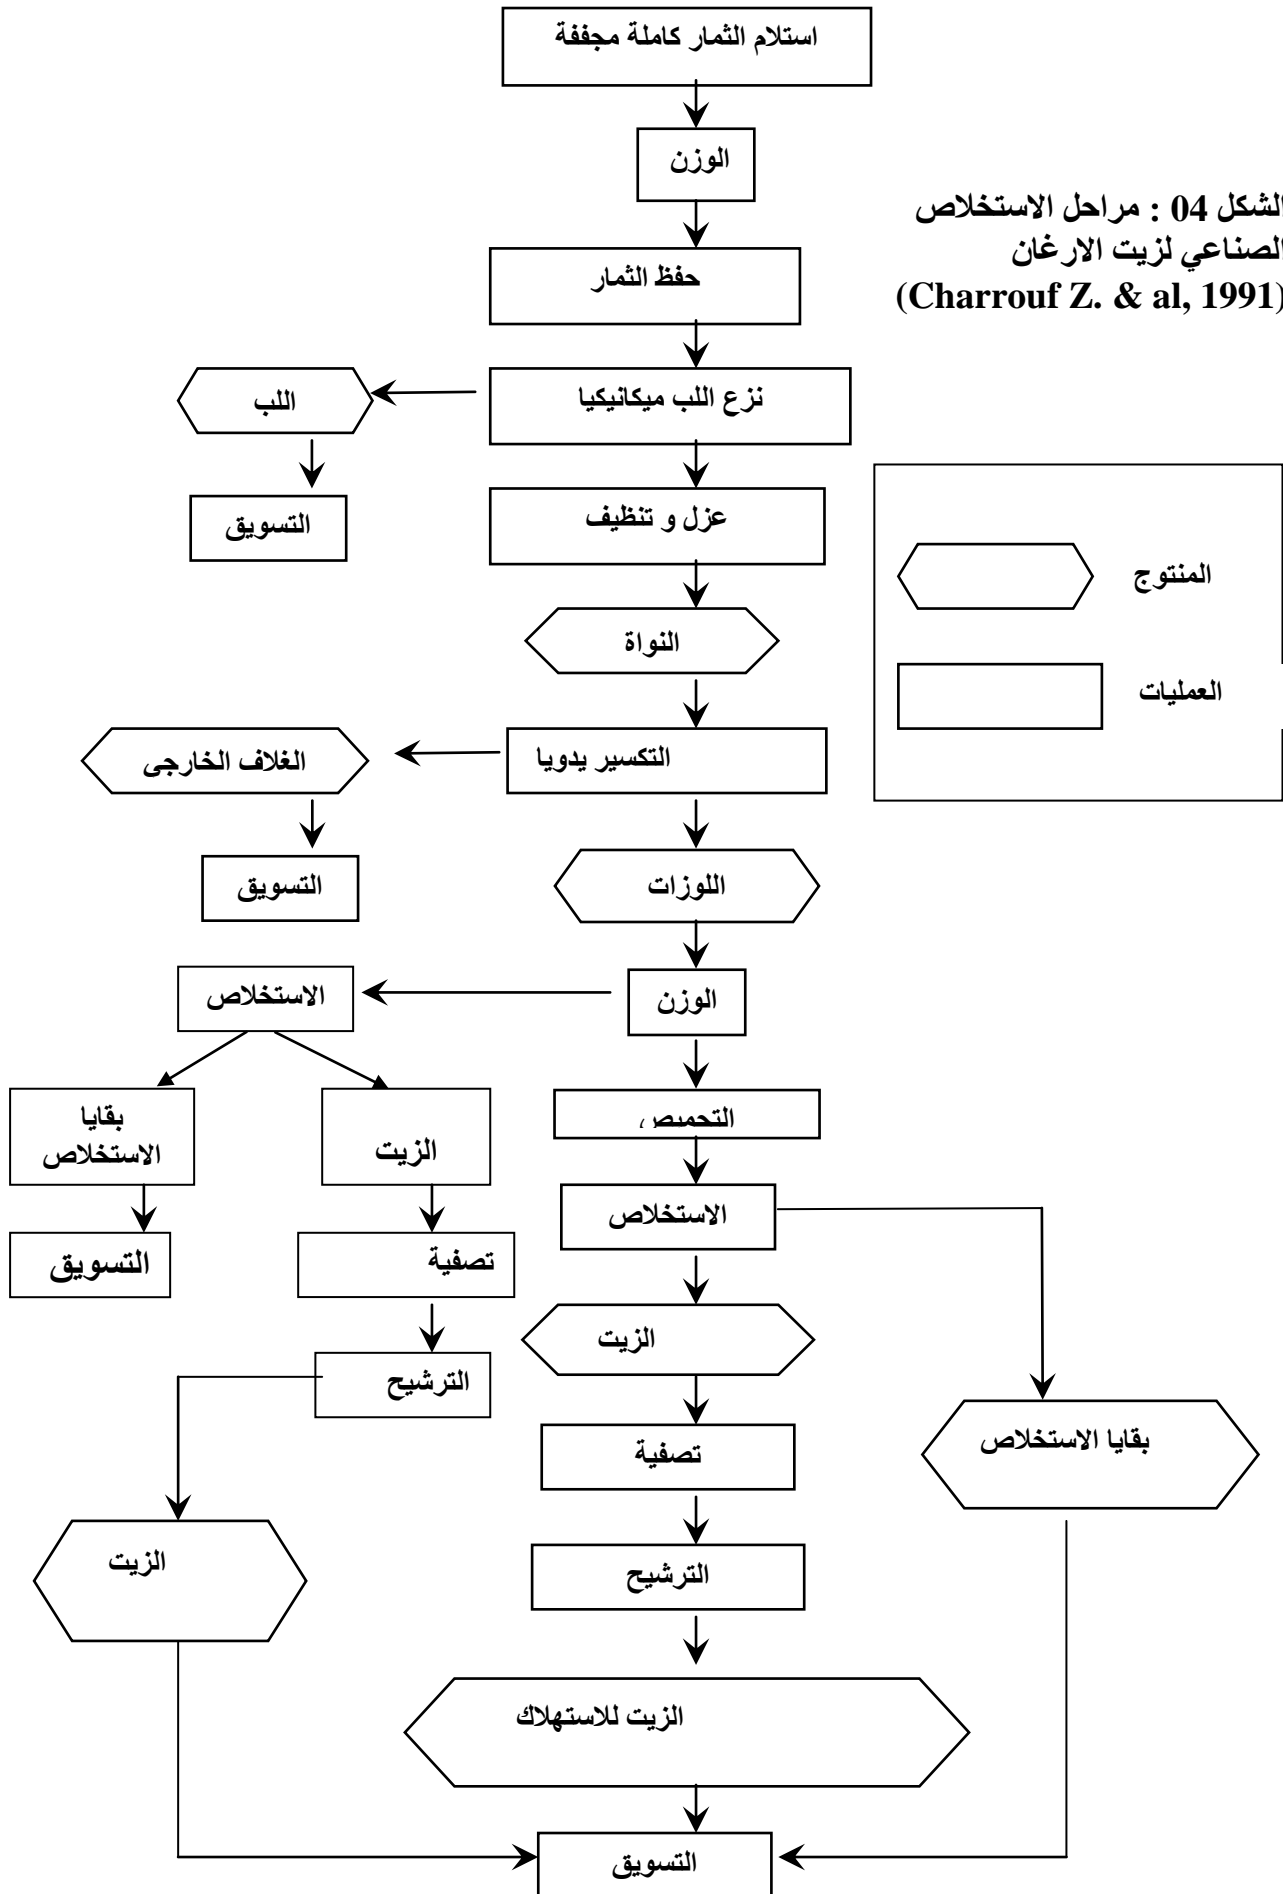 استلام الثمار كاملة مجففة
الوزن
الشكل 04 : مراحل الاستخلاص
الصناعي لزيت الارغان
(Charrouf Z. & al, 1991)
حفظ الثمار
نزع اللب ميكانيكيا
اللب
التسويق
عزل و تنظيف
المنتوج
العمليات
النواة
التكسير يدويا
الغلاف الخارجي
التسويق
اللوزات
الوزن
الاستخلاص
بقايا
الاستخلاص
الزيت
التحميص
التسويق
تصفية
الاستخلاص
الزيت
الترشيح
بقايا الاستخلاص
تصفية
الزيت
الترشيح
الزيت للاستهلاك
التسويق